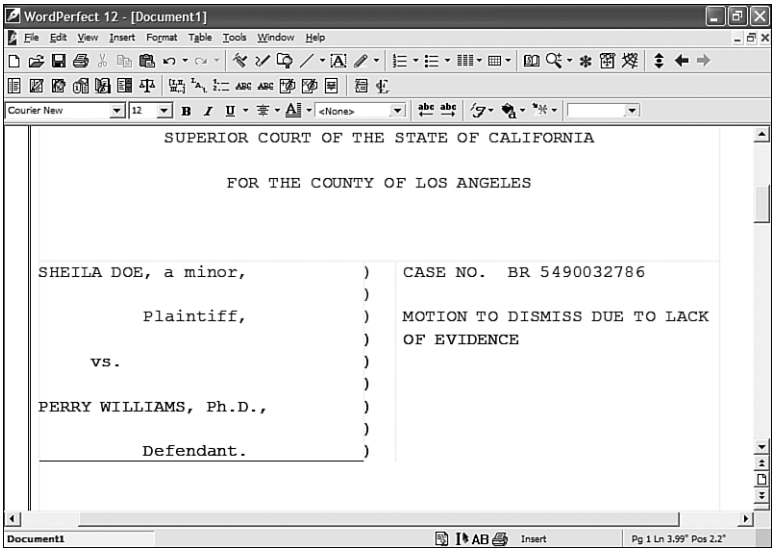 WordPerfect 12 - [Document1]
File Edit View Insert Format Table Tools Window Help
Courier New 12 B I U <None> abc abc
SUPERIOR COURT OF THE STATE OF CALIFORNIA
FOR THE COUNTY OF LOS ANGELES
SHEILA DOE, a minor, ) CASE NO. BR 5490032786
)
Plaintiff, ) MOTION TO DISMISS DUE TO LACK
) OF EVIDENCE
vs. )
)
PERRY WILLIAMS, Ph.D., )
)
Defendant. )
Document1 AB Insert Pg 1 Ln 3.99" Pos 2.2"